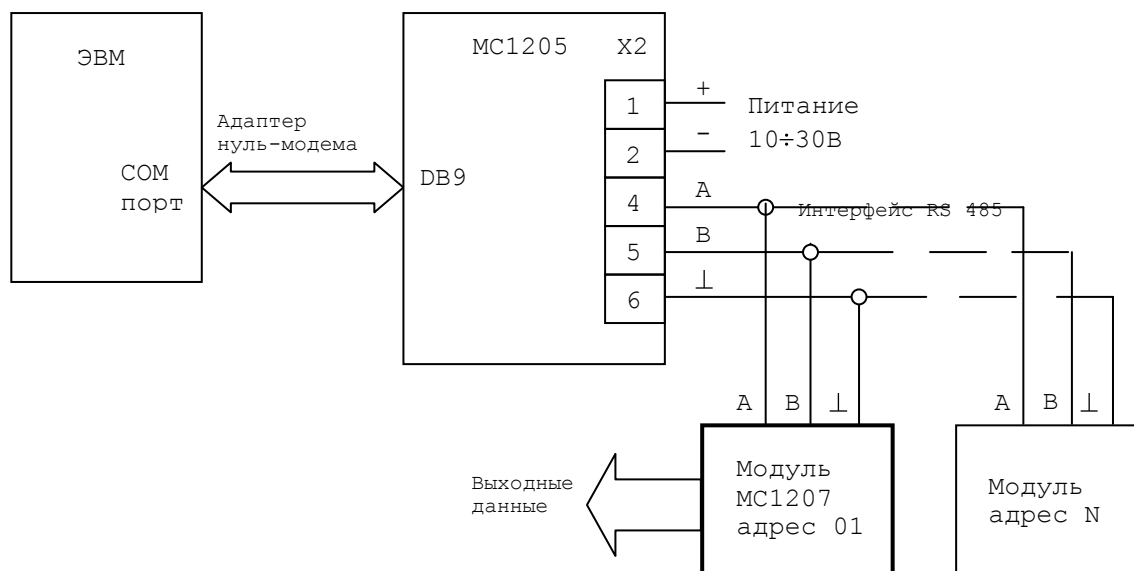 ЭВМ
COM
порт
Адаптер
нуль-модема
МС1205
X2
DB9
1
2
4
5
6
+
-
Питание
10÷30В
A
B
⊥
Интерфейс RS 485
A
B
⊥
A
B
⊥
Выходные
данные
Модуль
МС1207
адрес 01
Модуль
адрес N